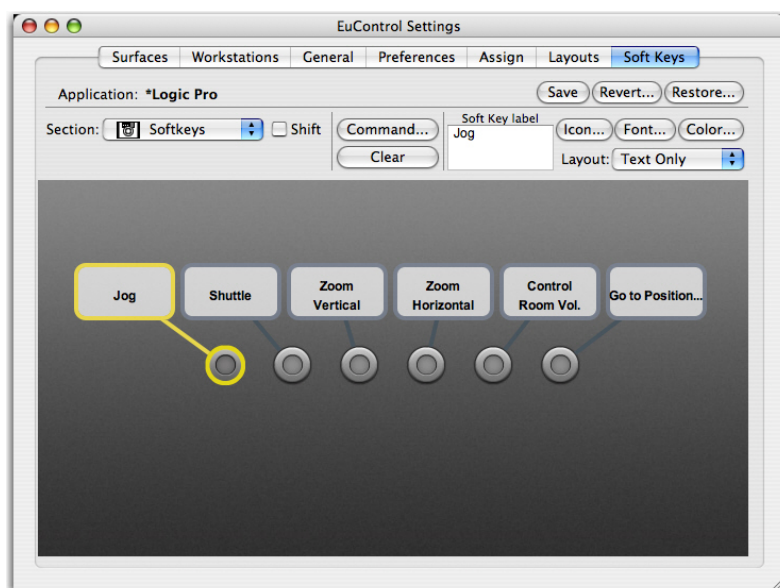 EuControl Settings
Surfaces Workstations General Preferences Assign Layouts Soft Keys
Application: *Logic Pro
Save Revert... Restore...
Section: Softkeys Shift Command... Soft Key label Icon... Font... Color...
Jog
Clear Layout: Text Only
Jog Shuttle Zoom Vertical Zoom Horizontal Control Room Vol. Go to Position...